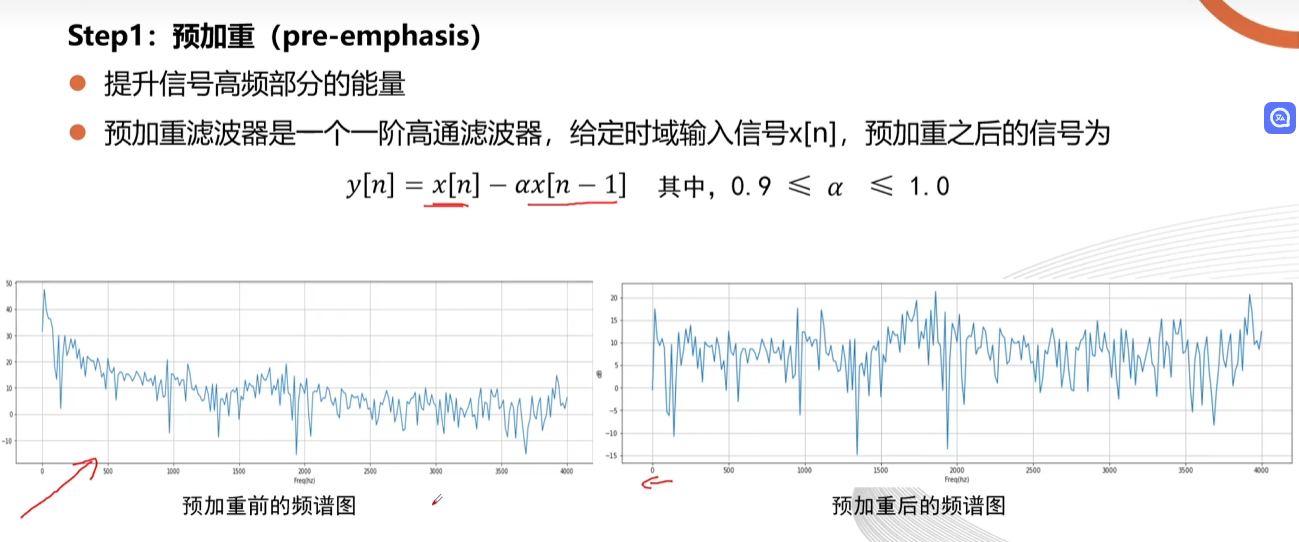 Step1：预加重（pre-emphasis）
提升信号高频部分的能量
预加重滤波器是一个一阶高通滤波器，给定时域输入信号x[n]，预加重之后的信号为
y[n] = x[n] − αx[n − 1] 其中，0.9 ≤ α ≤ 1.0
50
40
30
20
10
0
-10
0 500 1000 1500 2000 2500 3000 3500 4000
Freq(hz)
20
15
10
5
0
-5
-10
-15
dB
0 500 1000 1500 2000 2500 3000 3500 4000
Freq(hz)
预加重前的频谱图
预加重后的频谱图